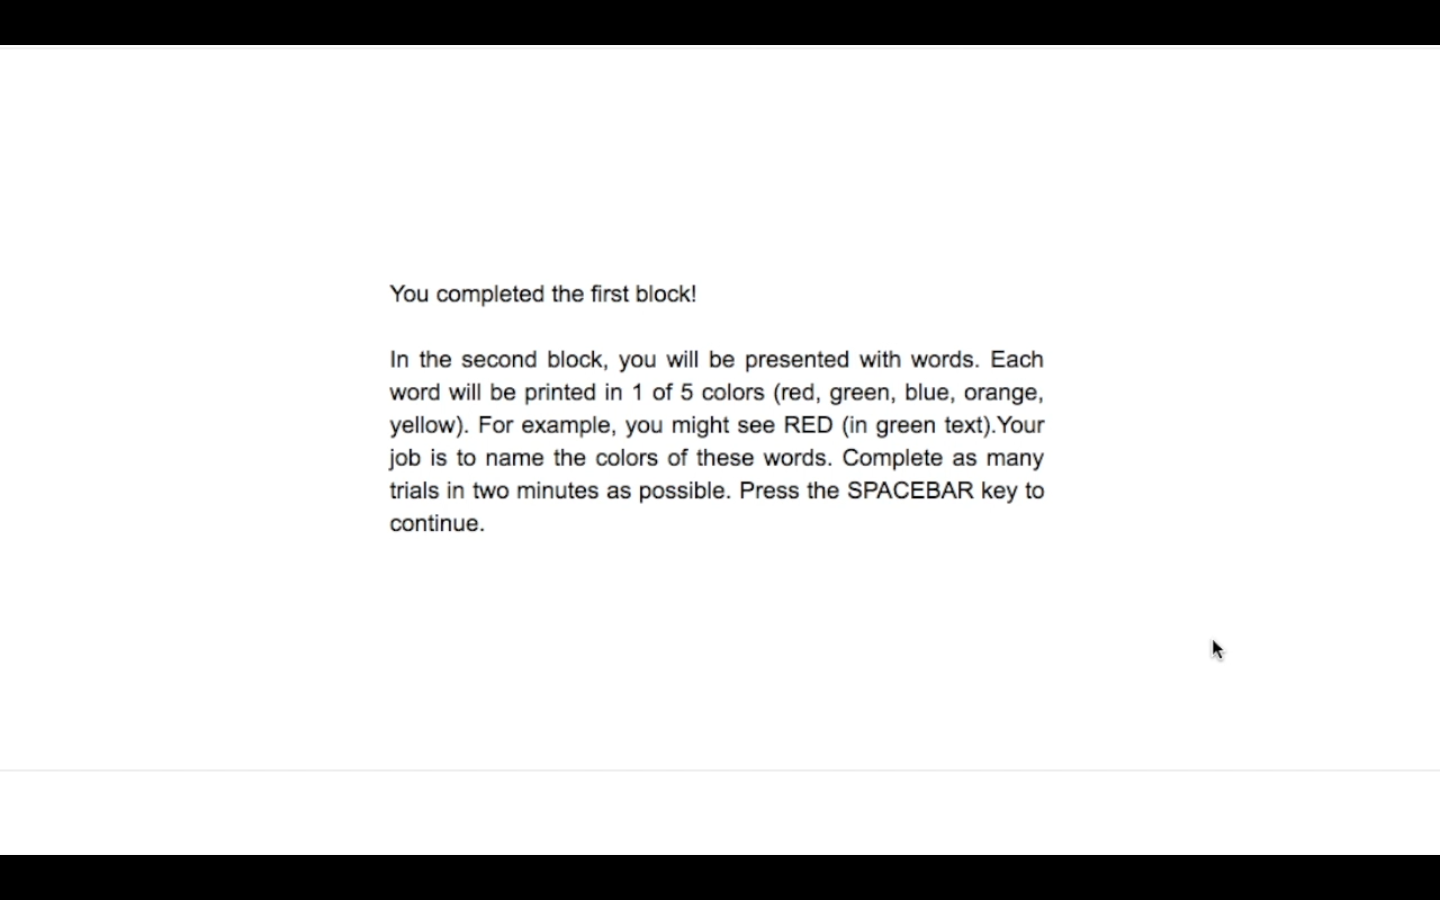 You completed the first block!
In the second block, you will be presented with words. Each
word will be printed in 1 of 5 colors (red, green, blue, orange,
yellow). For example, you might see RED (in green text).Your
job is to name the colors of these words. Complete as many
trials in two minutes as possible. Press the SPACEBAR key to
continue.